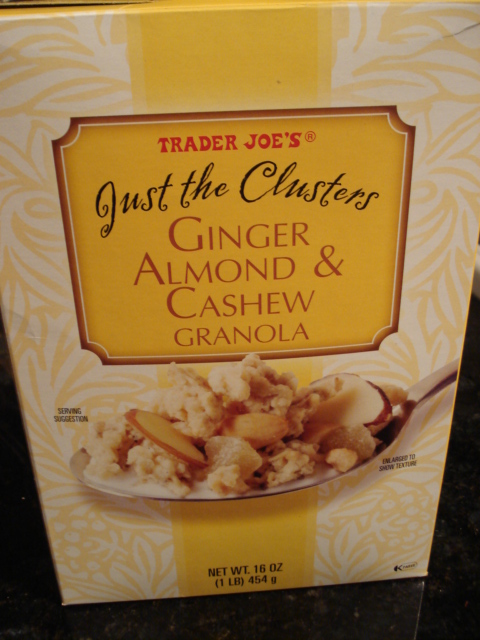 TRADER JOE'S®
Just the Clusters
GINGER
ALMOND &
CASHEW
GRANOLA
SERVING
SUGGESTION
ENLARGED TO
SHOW TEXTURE
NET WT. 16 OZ
(1 LB) 454 g